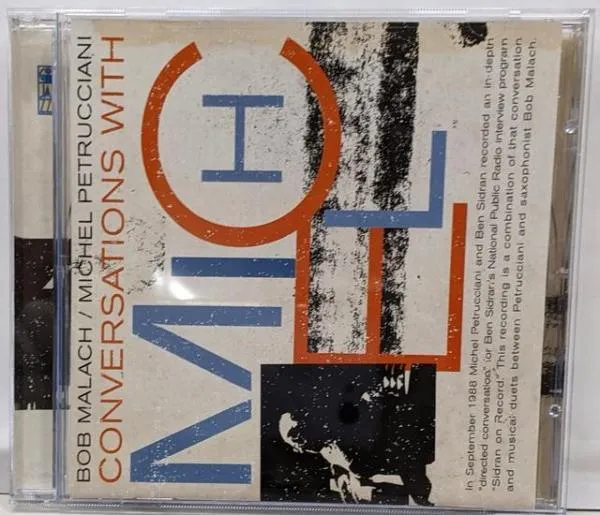 BOB MALACH / MICHEL PETRUCCIANI
CONVERSATIONS WITH
MICHEL
In September 1988 Michel Petrucciani and Ben Sidran recorded an in-depth
"directed conversation" for Ben Sidran's National Public Radio interview program
"Sidran on Record." This recording is a combination of that conversation
and musical duets between Petrucciani and saxophonist Bob Malach.